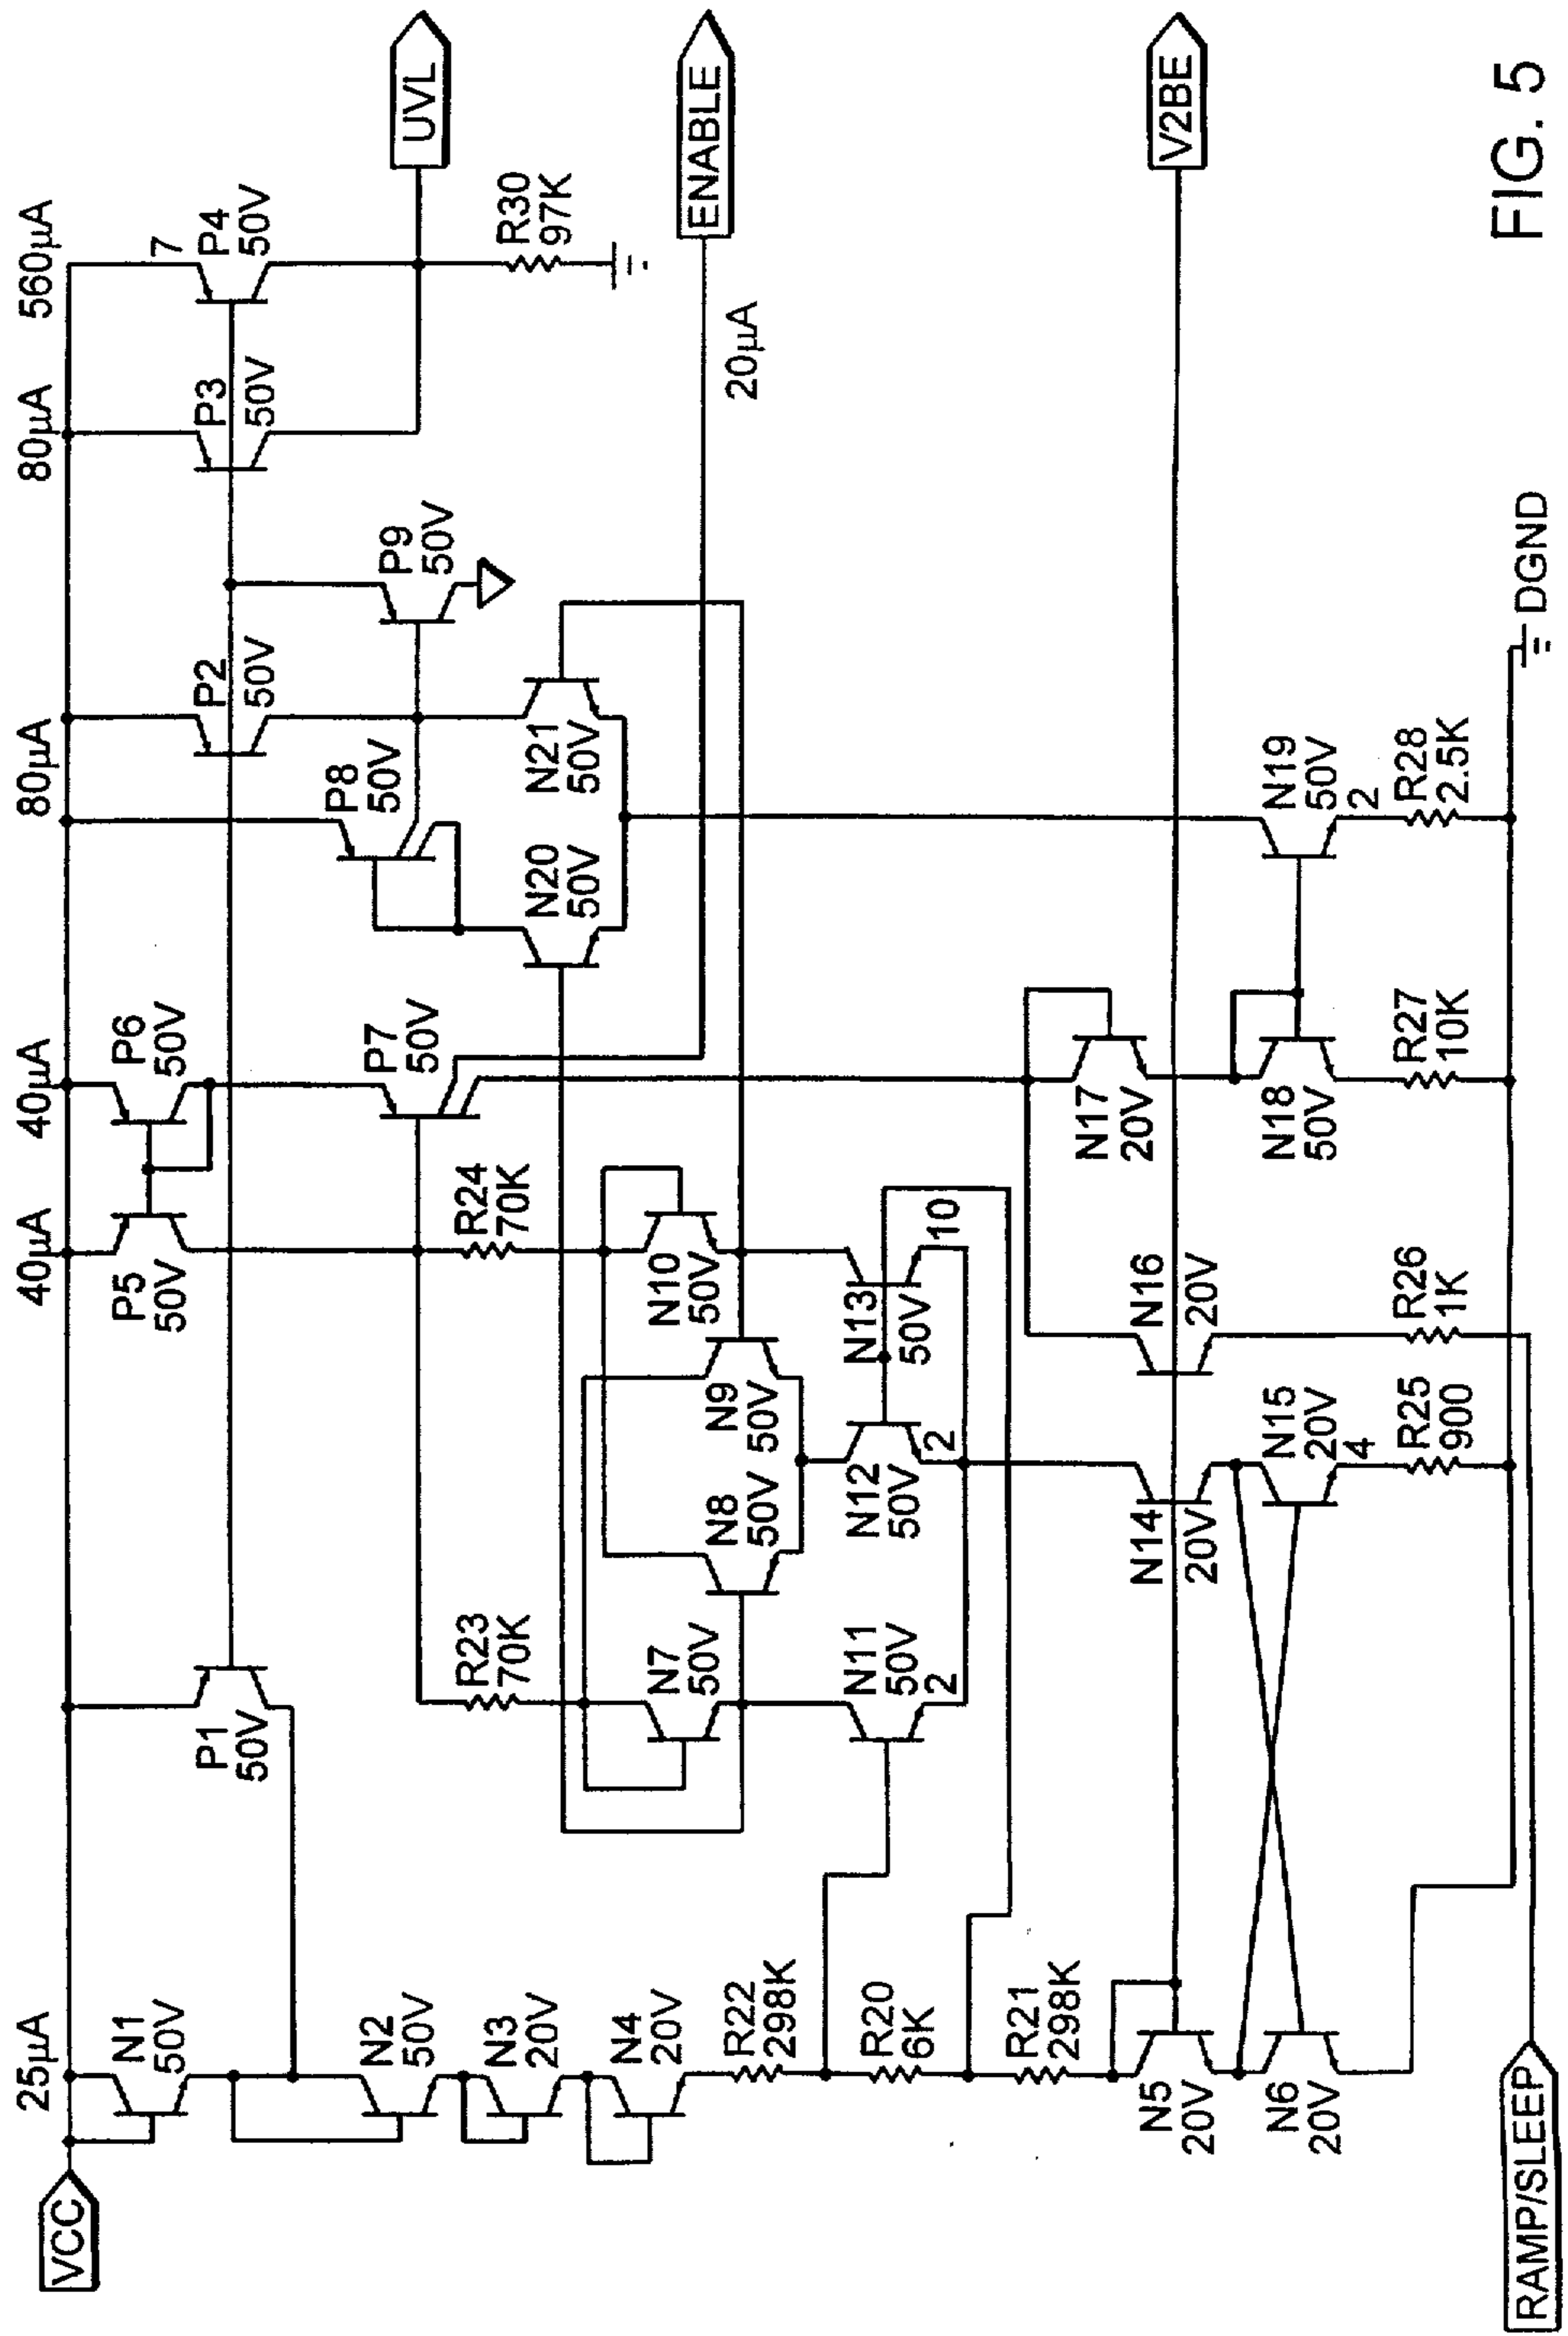 VCC
25µA
N1
50V
P1
50V
40µA
P5
50V
40µA
P6
50V
80µA
P2
50V
80µA
P3
50V
560µA
7
P4
50V
UVL
N2
50V
N3
20V
N4
20V
R23
70K
R24
70K
P7
50V
P8
50V
P9
50V
R30
97K
ENABLE
20µA
N7
50V
N8
50V
N9
50V
N10
50V
N20
50V
N21
50V
R22
298K
R20
6K
R21
298K
N11
50V
2
N12
50V
2
N13
50V
10
V2BE
N5
20V
N6
20V
N14
20V
N15
20V
4
N16
20V
N17
20V
N18
50V
N19
50V
2
R25
900
R26
1K
R27
10K
R28
2.5K
DGND
RAMP/SLEEP
FIG. 5